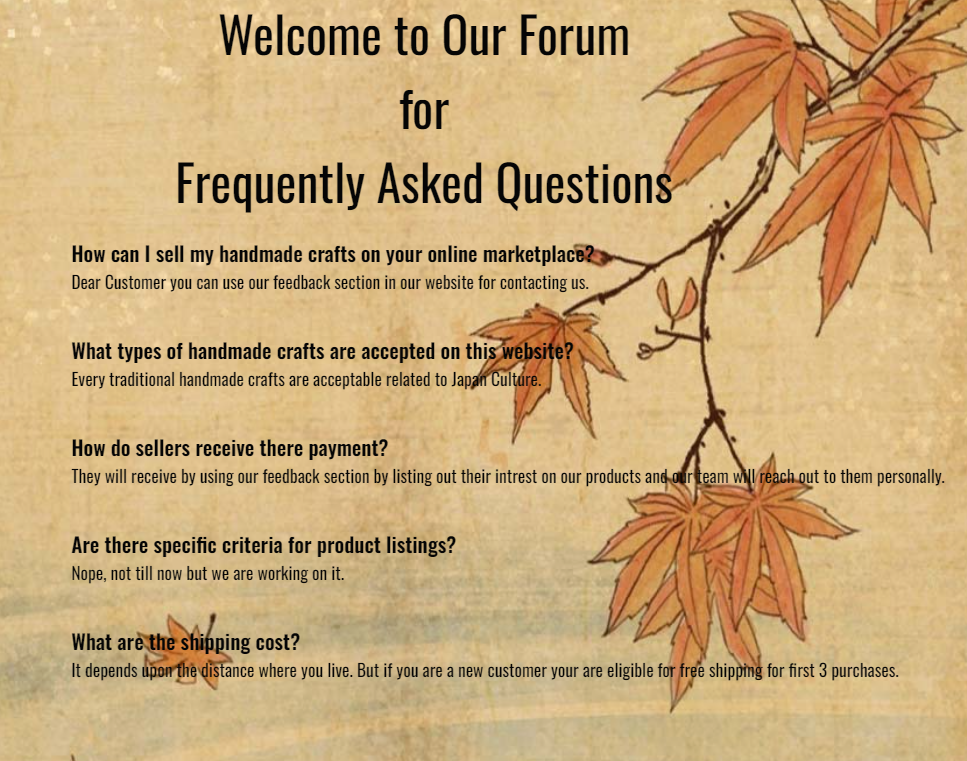 Welcome to Our Forum
for
Frequently Asked Questions
How can I sell my handmade crafts on your online marketplace?
Dear Customer you can use our feedback section in our website for contacting us.
What types of handmade crafts are accepted on this website?
Every traditional handmade crafts are acceptable related to Japan Culture.
How do sellers receive there payment?
They will receive by using our feedback section by listing out their intrest on our products and our team will reach out to them personally.
Are there specific criteria for product listings?
Nope, not till now but we are working on it.
What are the shipping cost?
It depends upon the distance where you live. But if you are a new customer your are eligible for free shipping for first 3 purchases.